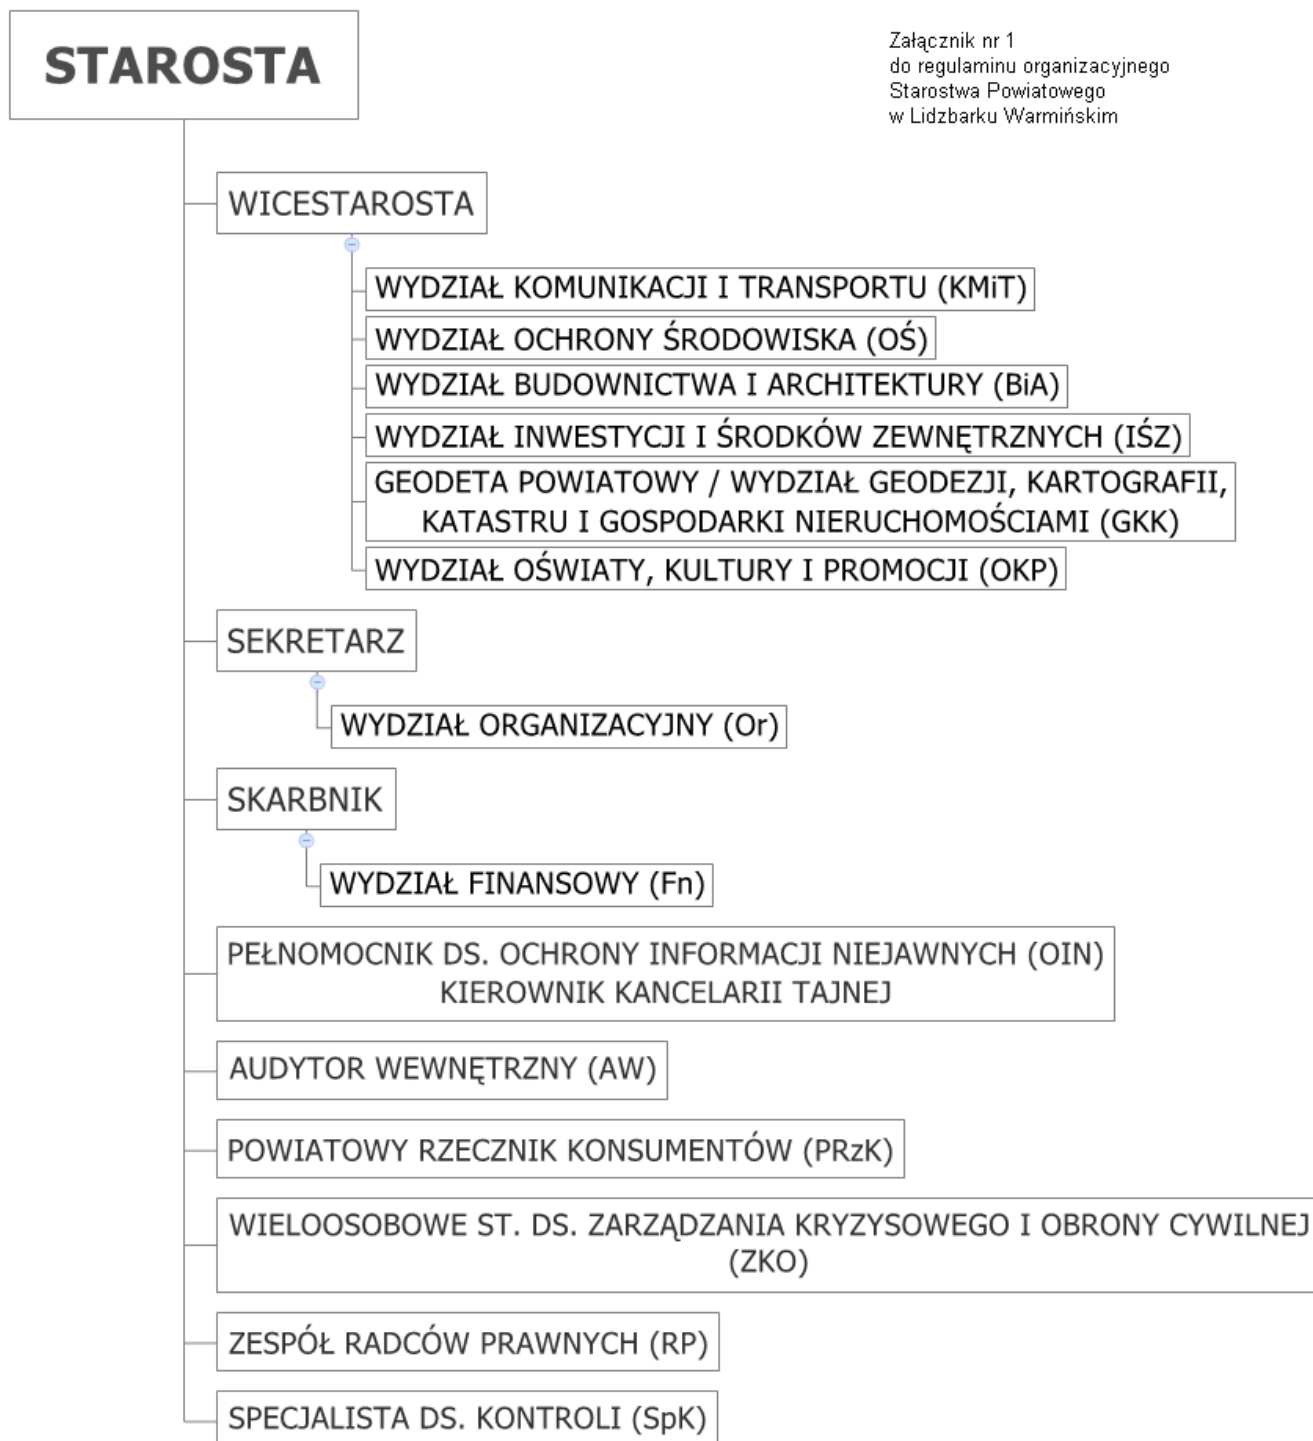 STAROSTA
Załącznik nr 1
do regulaminu organizacyjnego
Starostwa Powiatowego
w Lidzbarku Warmińskim
WICESTAROSTA
WYDZIAŁ KOMUNIKACJI I TRANSPORTU (KMiT)
WYDZIAŁ OCHRONY ŚRODOWISKA (OŚ)
WYDZIAŁ BUDOWNICTWA I ARCHITEKTURY (BiA)
WYDZIAŁ INWESTYCJI I ŚRODKÓW ZEWNĘTRZNYCH (IŚZ)
GEODETA POWIATOWY / WYDZIAŁ GEODEZJI, KARTOGRAFII,
KATASTRU I GOSPODARKI NIERUCHOMOŚCIAMI (GKK)
WYDZIAŁ OŚWIATY, KULTURY I PROMOCJI (OKP)
SEKRETARZ
WYDZIAŁ ORGANIZACYJNY (Or)
SKARBNIK
WYDZIAŁ FINANSOWY (Fn)
PEŁNOMOCNIK DS. OCHRONY INFORMACJI NIEJAWNYCH (OIN)
KIEROWNIK KANCELARII TAJNEJ
AUDYTOR WEWNĘTRZNY (AW)
POWIATOWY RZECZNIK KONSUMENTÓW (PRzK)
WIELOOSOBOWE ST. DS. ZARZĄDZANIA KRYZYSOWEGO I OBRONY CYWILNEJ
(ZKO)
ZESPÓŁ RADCÓW PRAWNYCH (RP)
SPECJALISTA DS. KONTROLI (SpK)